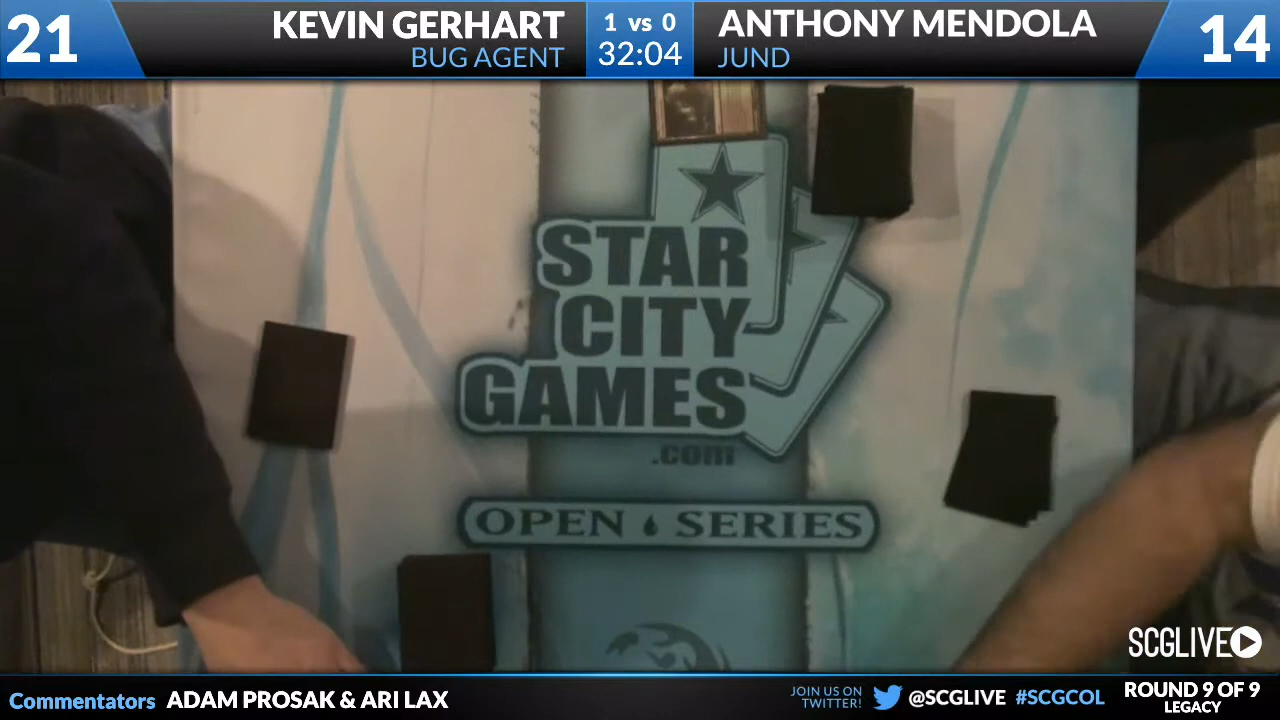 21
KEVIN GERHART
BUG AGENT
1 vs 0
32:04
ANTHONY MENDOLA
JUND
14
STAR
CITY
GAMES
.com
OPEN SERIES
SCGLIVE
Commentators ADAM PROSAK & ARI LAX
JOIN US ON
TWITTER!
@SCGLIVE #SCGCOL
ROUND 9 OF 9
LEGACY